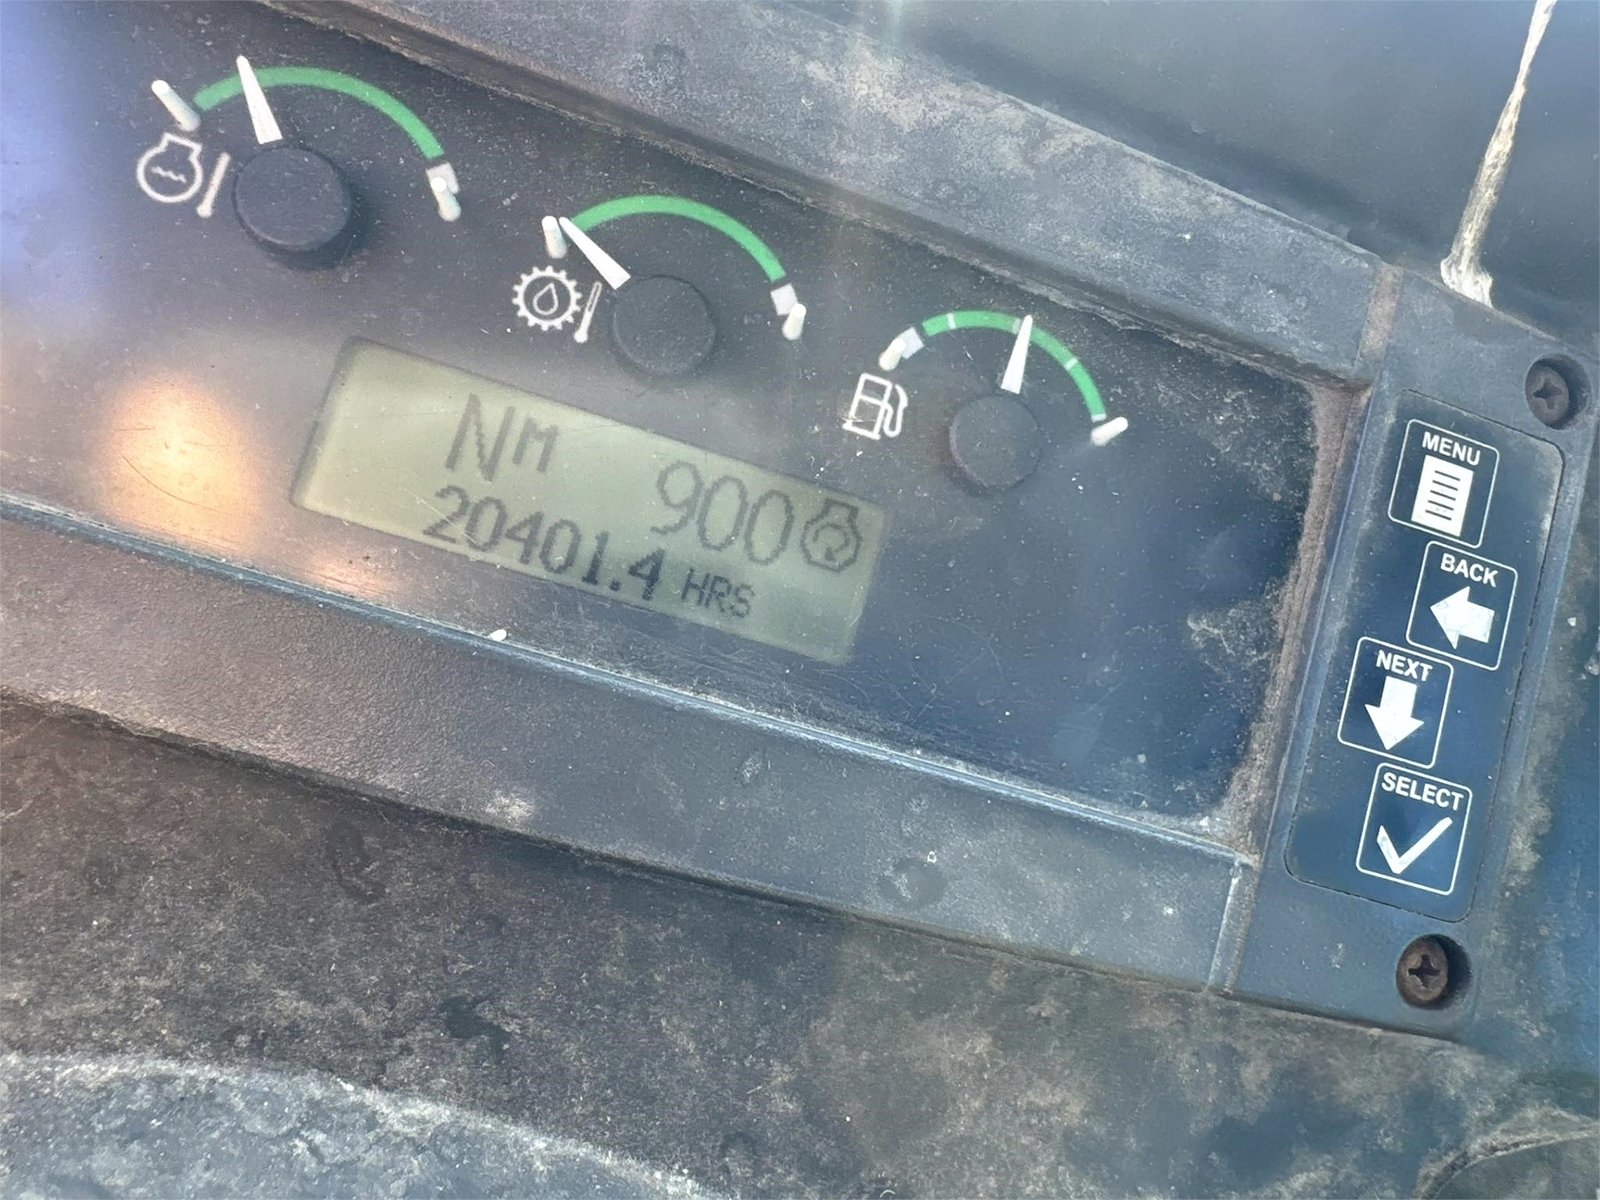 NM 900
20401.4 HRS
MENU
BACK
NEXT
SELECT